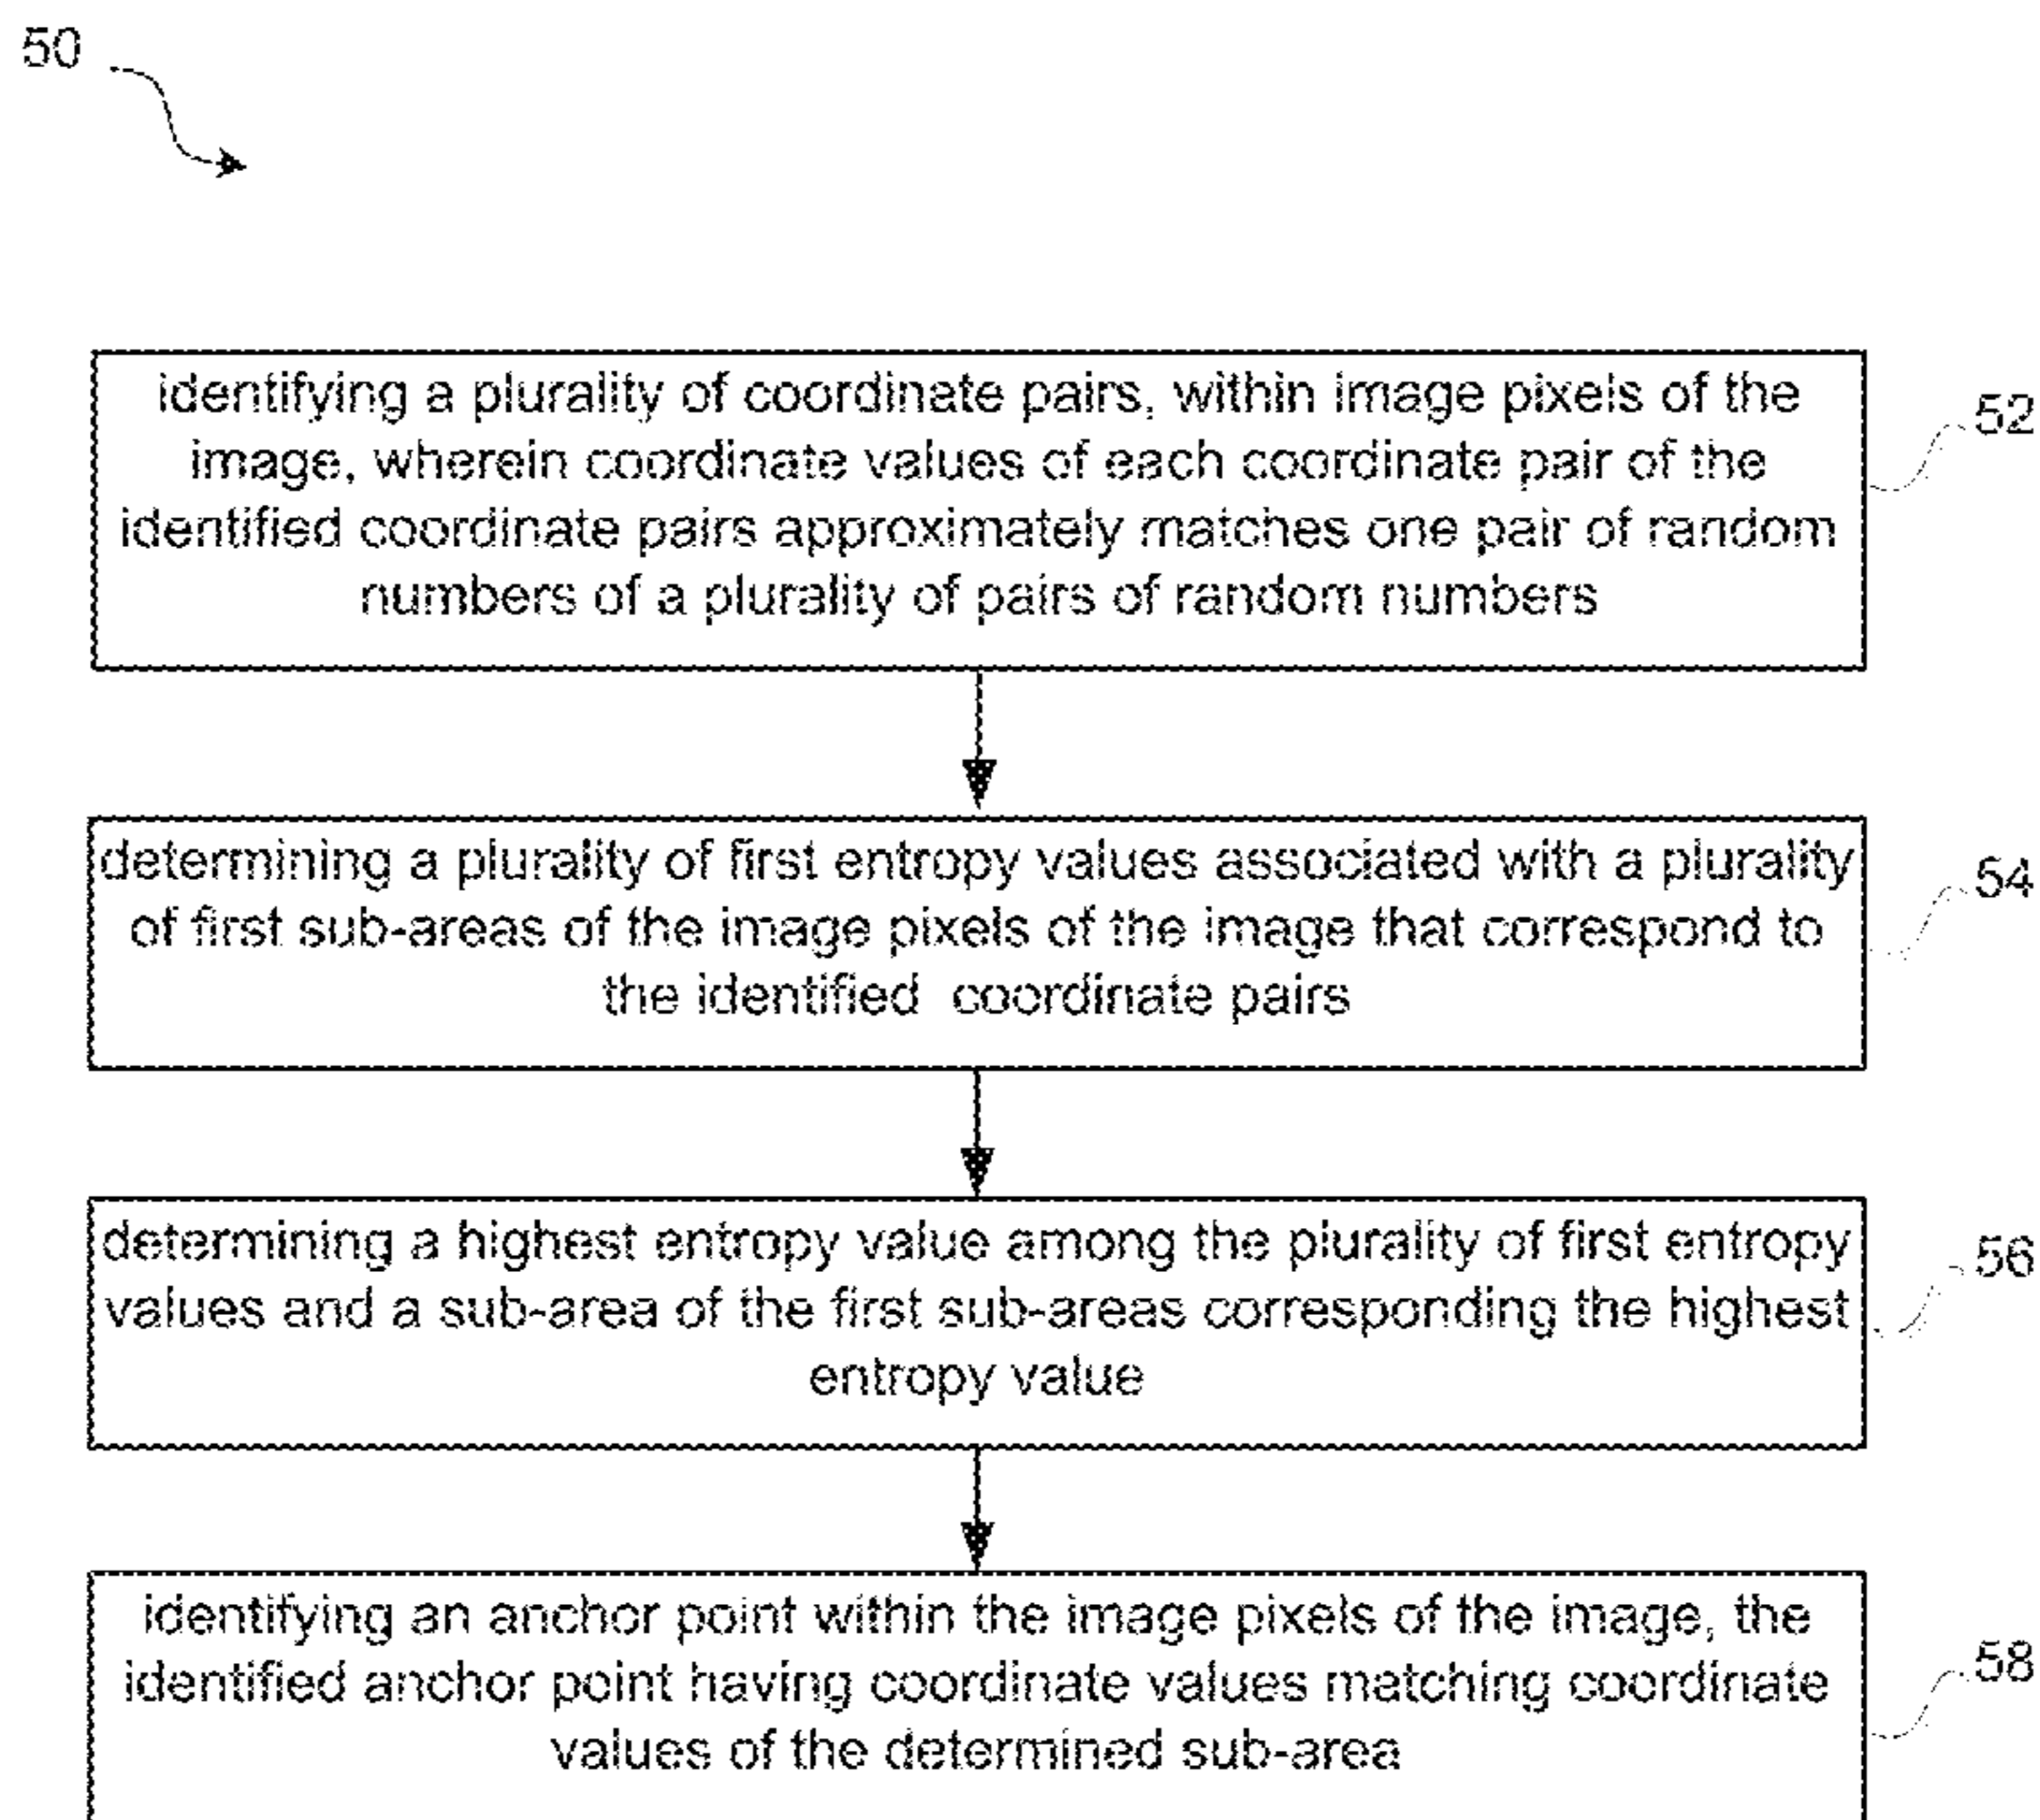 50
identifying a plurality of coordinate pairs, within image pixels of the
image, wherein coordinate values of each coordinate pair of the
identified coordinate pairs approximately matches one pair of random
numbers of a plurality of pairs of random numbers
52
determining a plurality of first entropy values associated with a plurality
of first sub-areas of the image pixels of the image that correspond to
the identified coordinate pairs
54
determining a highest entropy value among the plurality of first entropy
values and a sub-area of the first sub-areas corresponding the highest
entropy value
56
identifying an anchor point within the image pixels of the image, the
identified anchor point having coordinate values matching coordinate
values of the determined sub-area
58